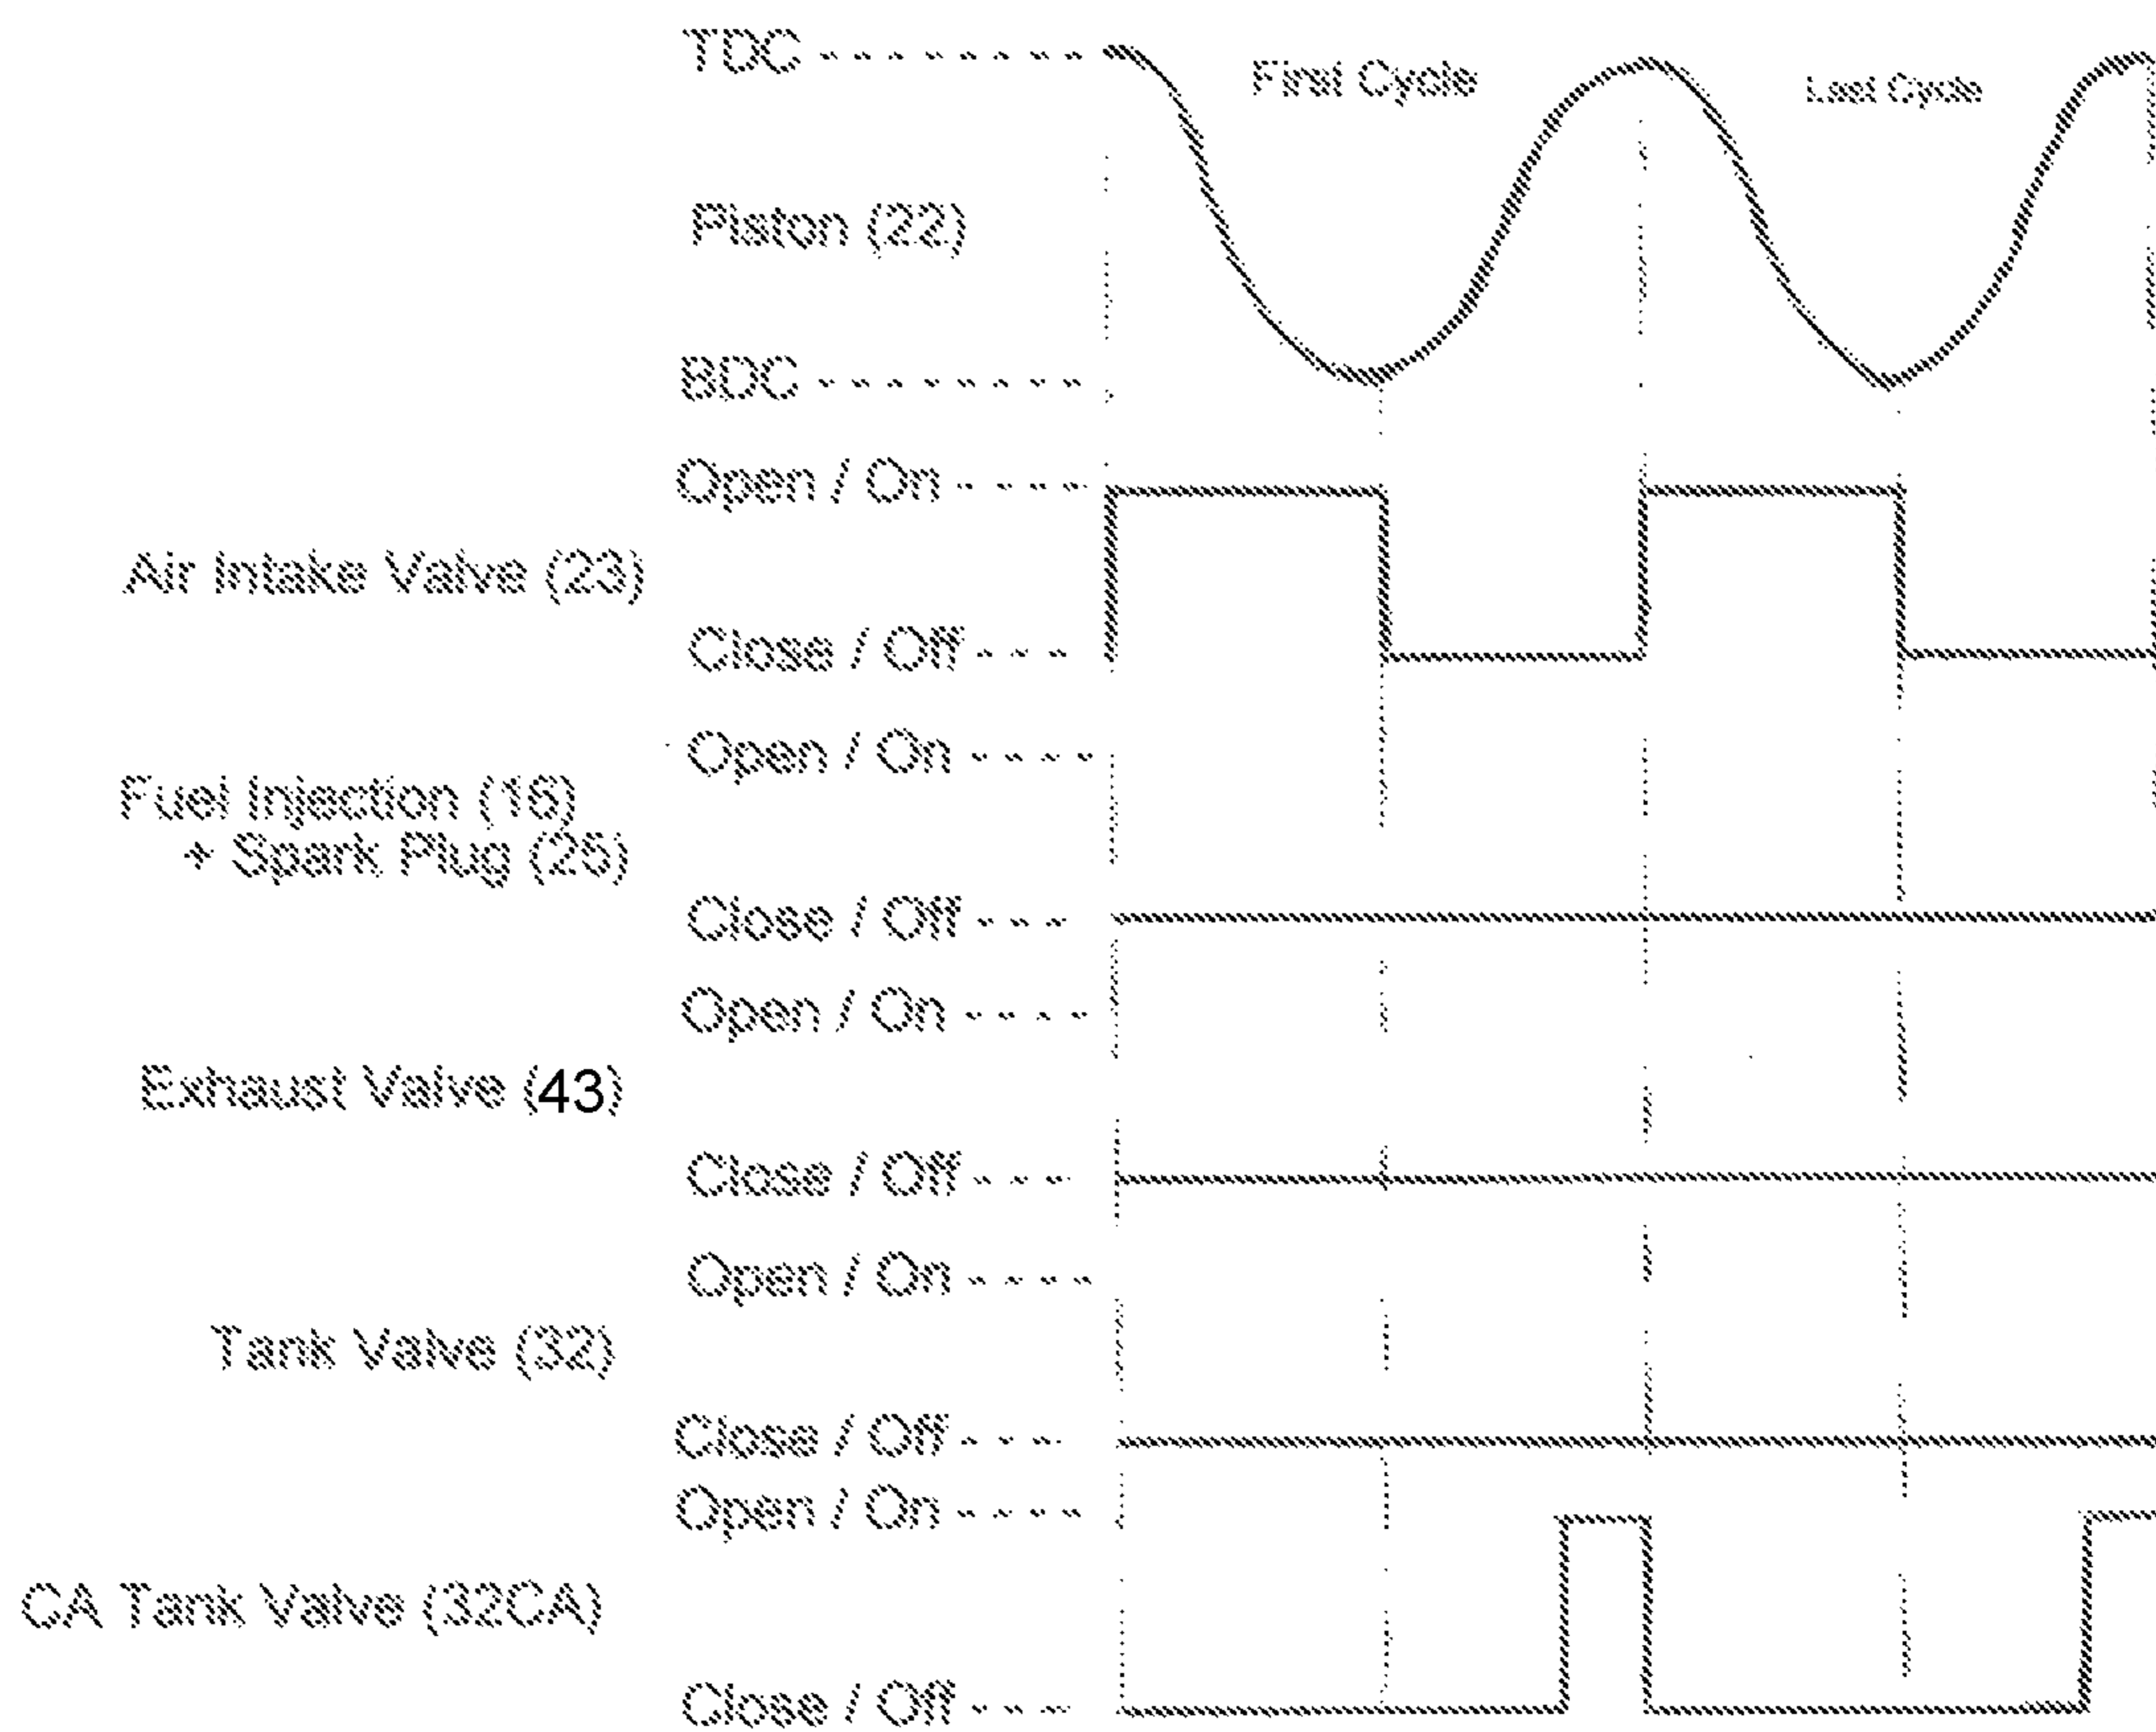 TDC
First Cycle
Last Cycle
Piston (22)
BDC
Open / On
Air Intake Valve (23)
Close / Off
Open / On
Fuel Injection (16)
+ Spark Plug (25)
Close / Off
Open / On
Exhaust Valve (43)
Close / Off
Open / On
Tank Valve (32)
Close / Off
Open / On
CA Tank Valve (32CA)
Close / Off